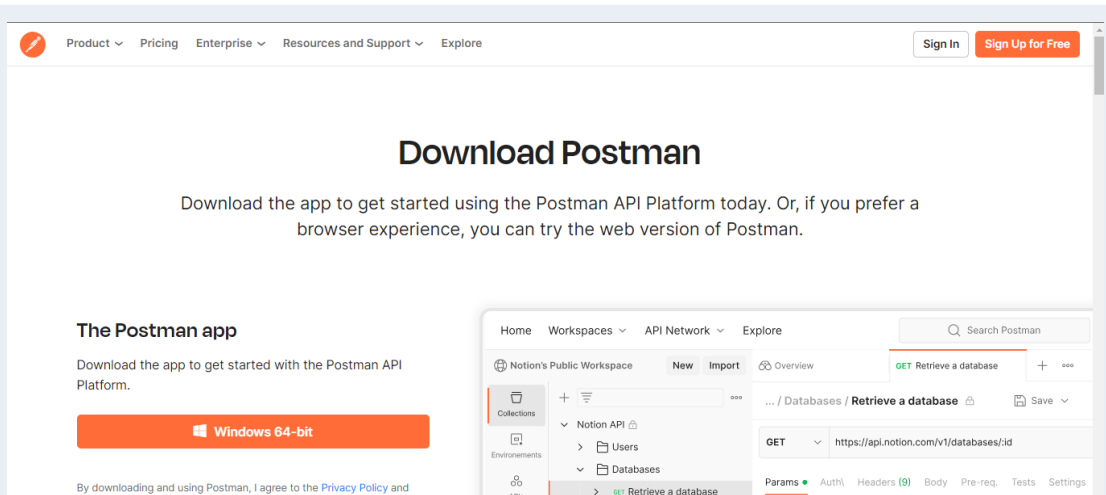 Product Pricing Enterprise Resources and Support Explore Sign In Sign Up for Free
Download Postman
Download the app to get started using the Postman API Platform today. Or, if you prefer a
browser experience, you can try the web version of Postman.
The Postman app
Download the app to get started with the Postman API
Platform.
Windows 64-bit
By downloading and using Postman, I agree to the Privacy Policy and
Home Workspaces API Network Explore Search Postman
Notion's Public Workspace New Import Overview GET Retrieve a database
Collections
... / Databases / Retrieve a database Save
Notion API
GET https://api.notion.com/v1/databases/:id
Users
Environements
Databases
Params Auth\ Headers (9) Body Pre-req. Tests Settings
GET Retrieve a database